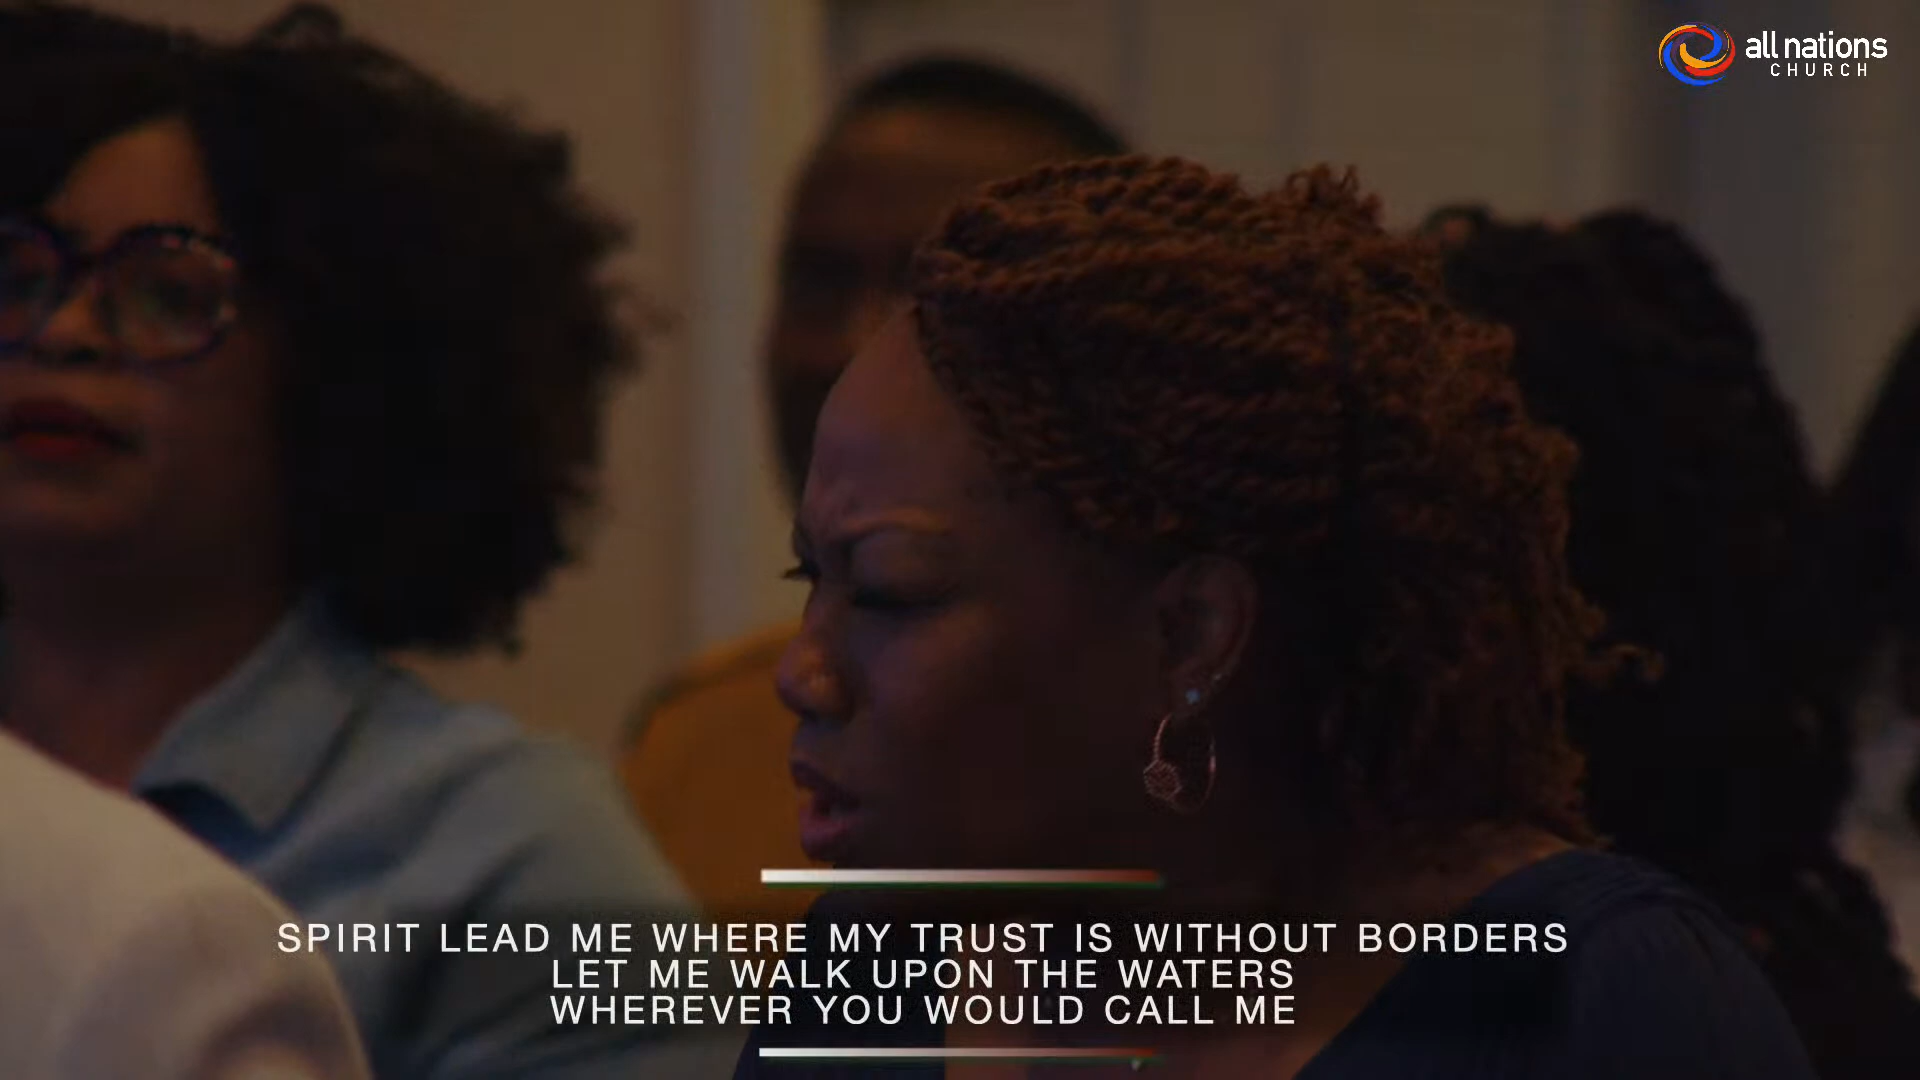 all nations
CHURCH
SPIRIT LEAD ME WHERE MY TRUST IS WITHOUT BORDERS
LET ME WALK UPON THE WATERS
WHEREVER YOU WOULD CALL ME